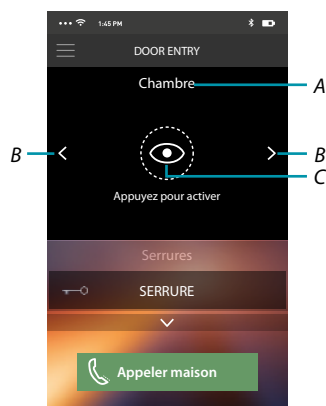 1:45 PM
DOOR ENTRY
Chambre A
B B
C
Appuyez pour activer
Serrures
SERRURE
Appeler maison